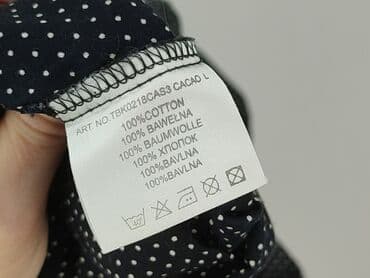 ART NO.TBK0218CAS3 CACAO L
100%COTTON
100% BAWEŁNA
100% BAUMWOLLE
100% ХЛОПОК
100%BAVLNA
100%BAVLNA